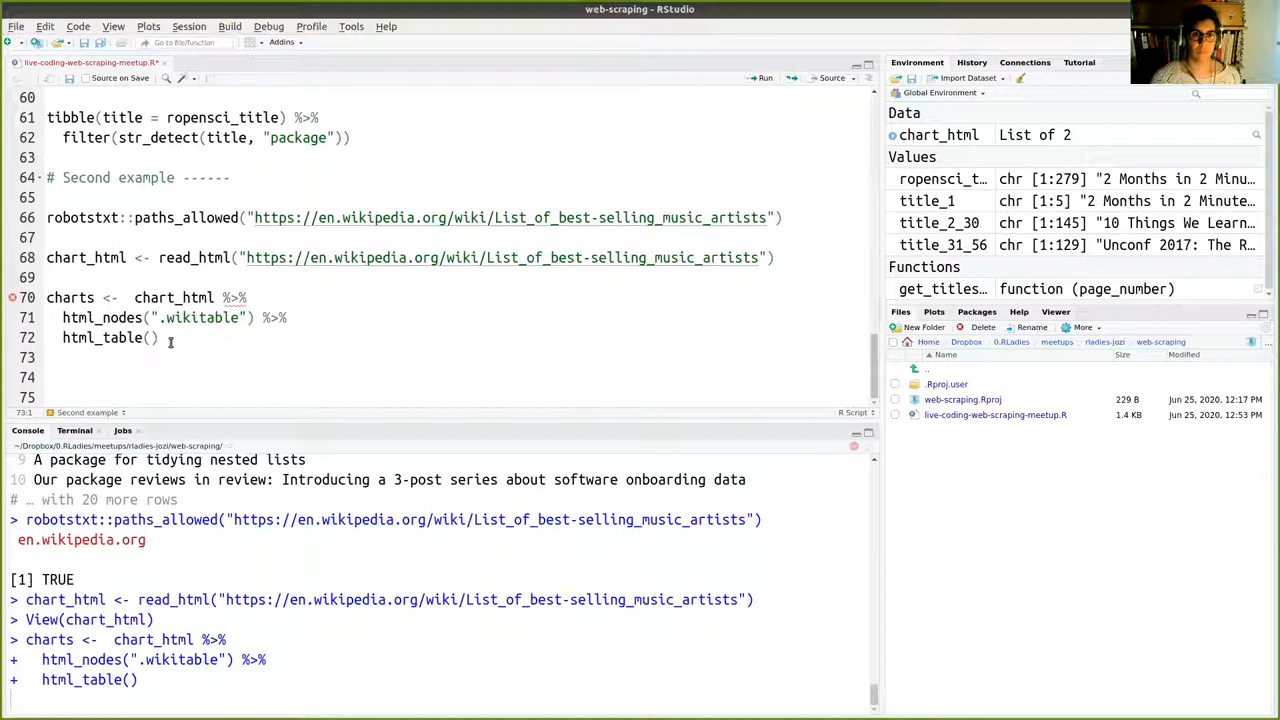 web-scraping - RStudio
File Edit Code View Plots Session Build Debug Profile Tools Help
Go to file/function Addins
live-coding-web-scraping-meetup.R*
Source on Save Run Source
60
61 tibble(title = ropensci_title) %>%
62 filter(str_detect(title, "package"))
63
64 # Second example ------
65
66 robotstxt::paths_allowed("https://en.wikipedia.org/wiki/List_of_best-selling_music_artists")
67
68 chart_html <- read_html("https://en.wikipedia.org/wiki/List_of_best-selling_music_artists")
69
70 charts <-  chart_html %>%
71 html_nodes(".wikitable") %>%
72 html_table()
73
74
75
73:1 Second example R Script
Console Terminal Jobs
~/Dropbox/0.RLadies/meetups/rladies-jozi/web-scraping/
9 A package for tidying nested lists
10 Our package reviews in review: Introducing a 3-post series about software onboarding data
# … with 20 more rows
> robotstxt::paths_allowed("https://en.wikipedia.org/wiki/List_of_best-selling_music_artists")
en.wikipedia.org
[1] TRUE
> chart_html <- read_html("https://en.wikipedia.org/wiki/List_of_best-selling_music_artists")
> View(chart_html)
> charts <-  chart_html %>%
+ html_nodes(".wikitable") %>%
+ html_table()
Environment History Connections Tutorial
Import Dataset
Global Environment
Data
chart_html List of 2
Values
ropensci_t… chr [1:279] "2 Months in 2 Minu…
title_1 chr [1:5] "2 Months in 2 Minute…
title_2_30 chr [1:145] "10 Things We Learn…
title_31_56 chr [1:129] "Unconf 2017: The R…
Functions
get_titles… function (page_number)
Files Plots Packages Help Viewer
New Folder Delete Rename More
Home Dropbox 0.RLadies meetups rladies-jozi web-scraping ...
Name Size Modified
..
.Rproj.user
web-scraping.Rproj 229 B Jun 25, 2020, 12:17 PM
live-coding-web-scraping-meetup.R 1.4 KB Jun 25, 2020, 12:53 PM